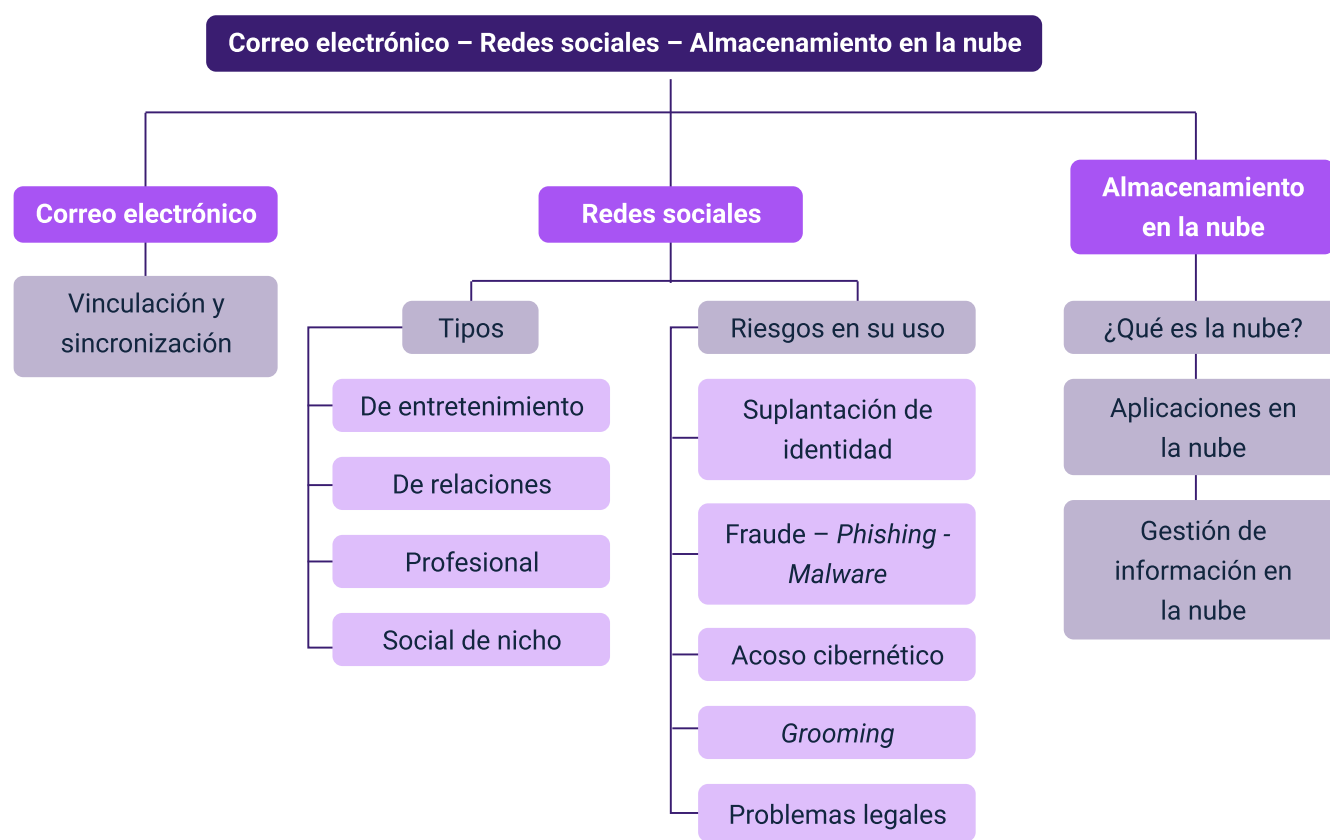 Correo electrónico – Redes sociales – Almacenamiento en la nube
Correo electrónico
Vinculación y
sincronización
Redes sociales
Tipos
De entretenimiento
De relaciones
Profesional
Social de nicho
Riesgos en su uso
Suplantación de
identidad
Fraude – Phishing -
Malware
Acoso cibernético
Grooming
Problemas legales
Almacenamiento
en la nube
¿Qué es la nube?
Aplicaciones en
la nube
Gestión de
información en
la nube